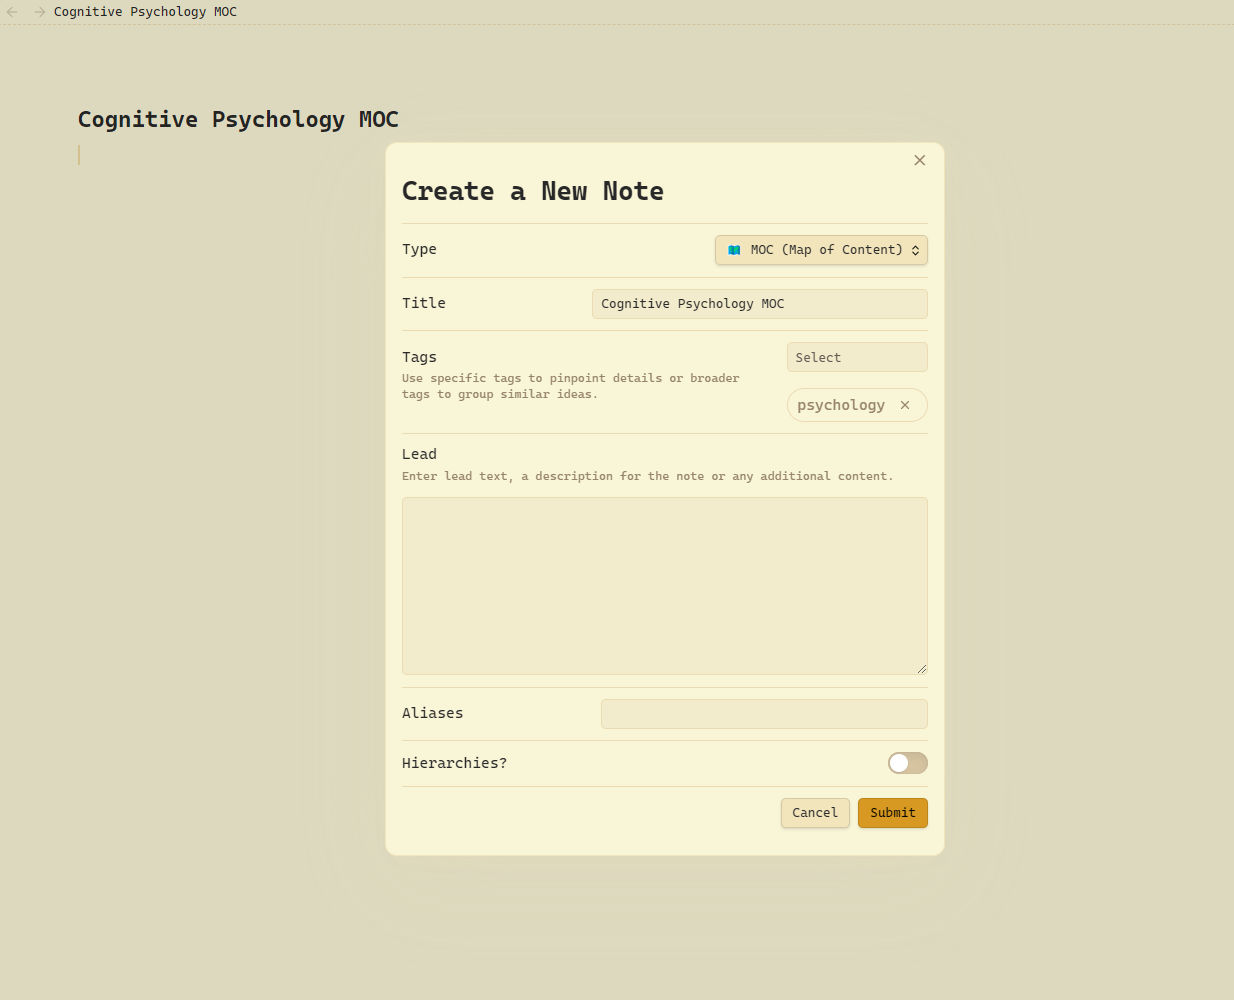 Cognitive Psychology MOC
Cognitive Psychology MOC
Create a New Note
Type
MOC (Map of Content)
Title
Cognitive Psychology MOC
Tags
Select
Use specific tags to pinpoint details or broader
tags to group similar ideas.
psychology
Lead
Enter lead text, a description for the note or any additional content.
Aliases
Hierarchies?
Cancel
Submit